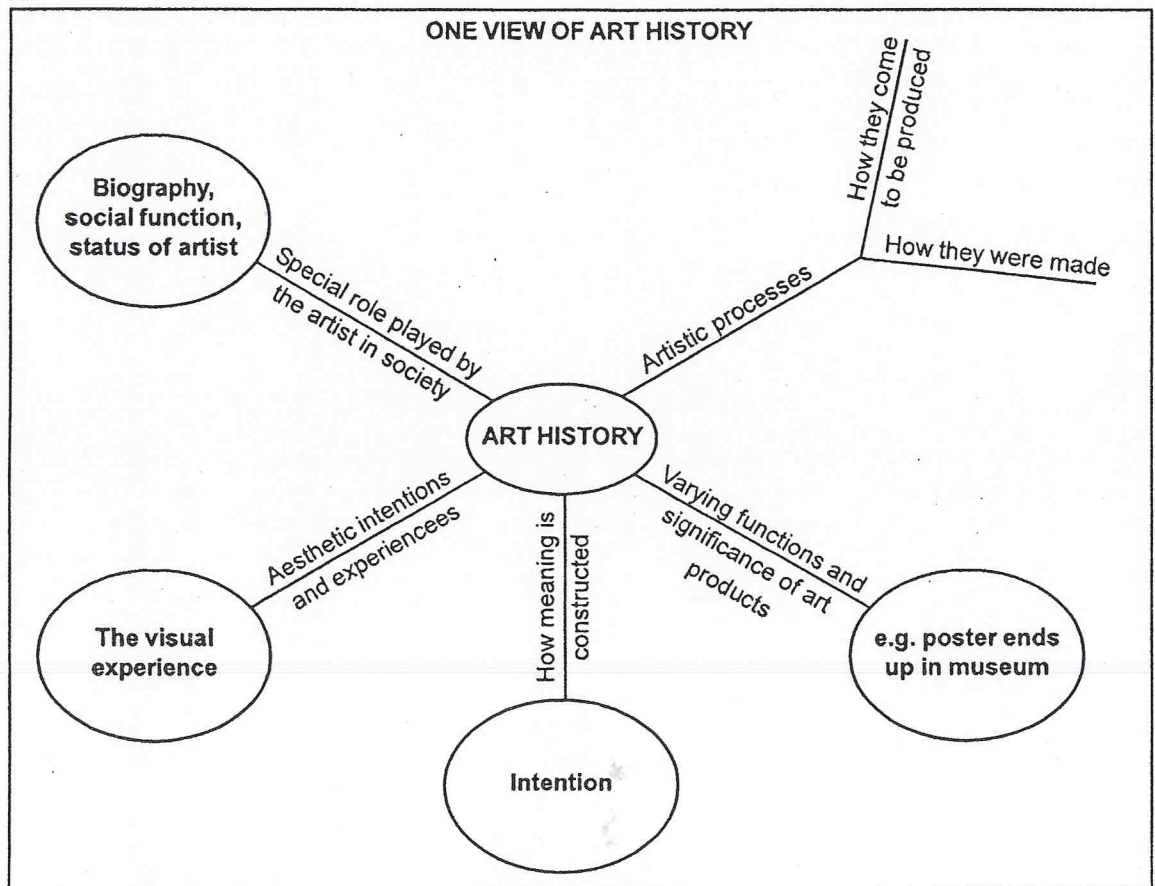 ONE VIEW OF ART HISTORY
How they come
to be produced
How they were made
Artistic processes
Biography,
social function,
status of artist
Special role played by
the artist in society
ART HISTORY
Aesthetic intentions
and experiencees
The visual
experience
How meaning is
constructed
Intention
Varying functions and
significance of art
products
e.g. poster ends
up in museum